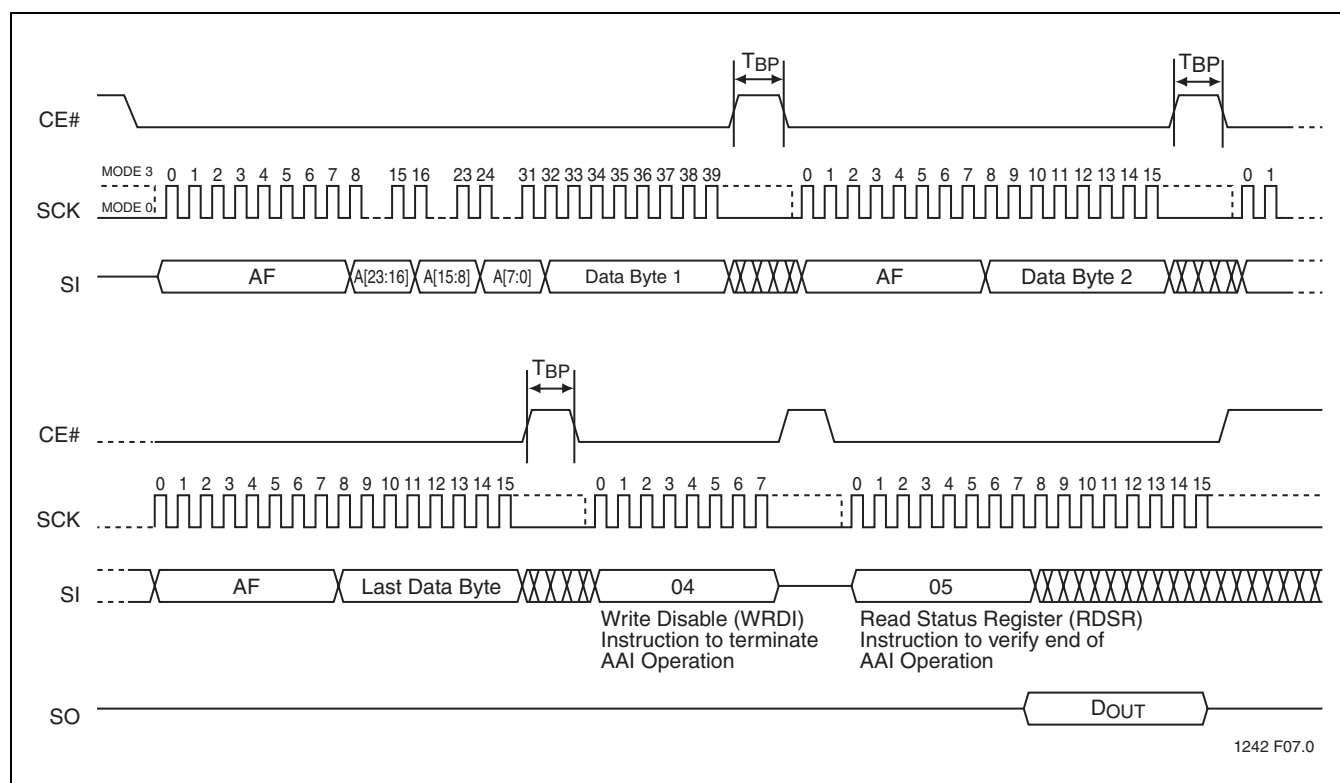 TBP TBP
CE#
MODE 3 0 1 2 3 4 5 6 7 8 15 16 23 24 31 32 33 34 35 36 37 38 39 0 1 2 3 4 5 6 7 8 9 10 11 12 13 14 15 0 1
SCK MODE 0
SI AF A[23:16] A[15:8] A[7:0] Data Byte 1 AF Data Byte 2
TBP
CE#
0 1 2 3 4 5 6 7 8 9 10 11 12 13 14 15 0 1 2 3 4 5 6 7 0 1 2 3 4 5 6 7 8 9 10 11 12 13 14 15
SCK
SI AF Last Data Byte 04 05
Write Disable (WRDI)
Instruction to terminate
AAI Operation
Read Status Register (RDSR)
Instruction to verify end of
AAI Operation
SO DOUT
1242 F07.0